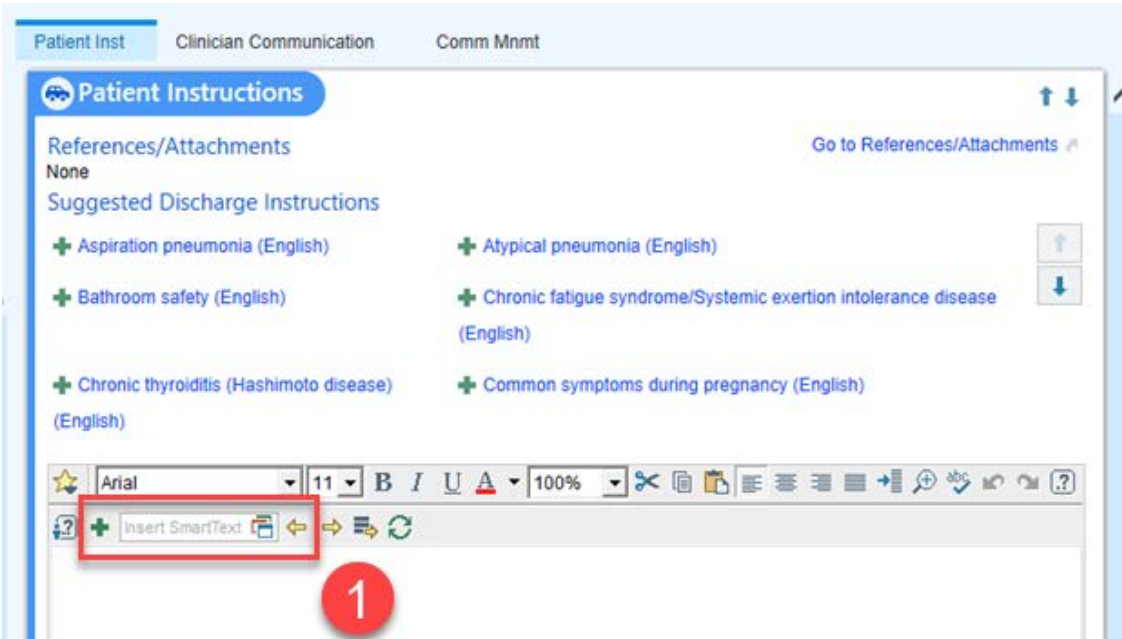 Patient Inst Clinician Communication Comm Mnmt
Patient Instructions
References/Attachments Go to References/Attachments
None
Suggested Discharge Instructions
Aspiration pneumonia (English) Atypical pneumonia (English)
Bathroom safety (English) Chronic fatigue syndrome/Systemic exertion intolerance disease
(English)
Chronic thyroiditis (Hashimoto disease) Common symptoms during pregnancy (English)
(English)
Arial 11 B I U A 100% abc ?
? Insert SmartText
1